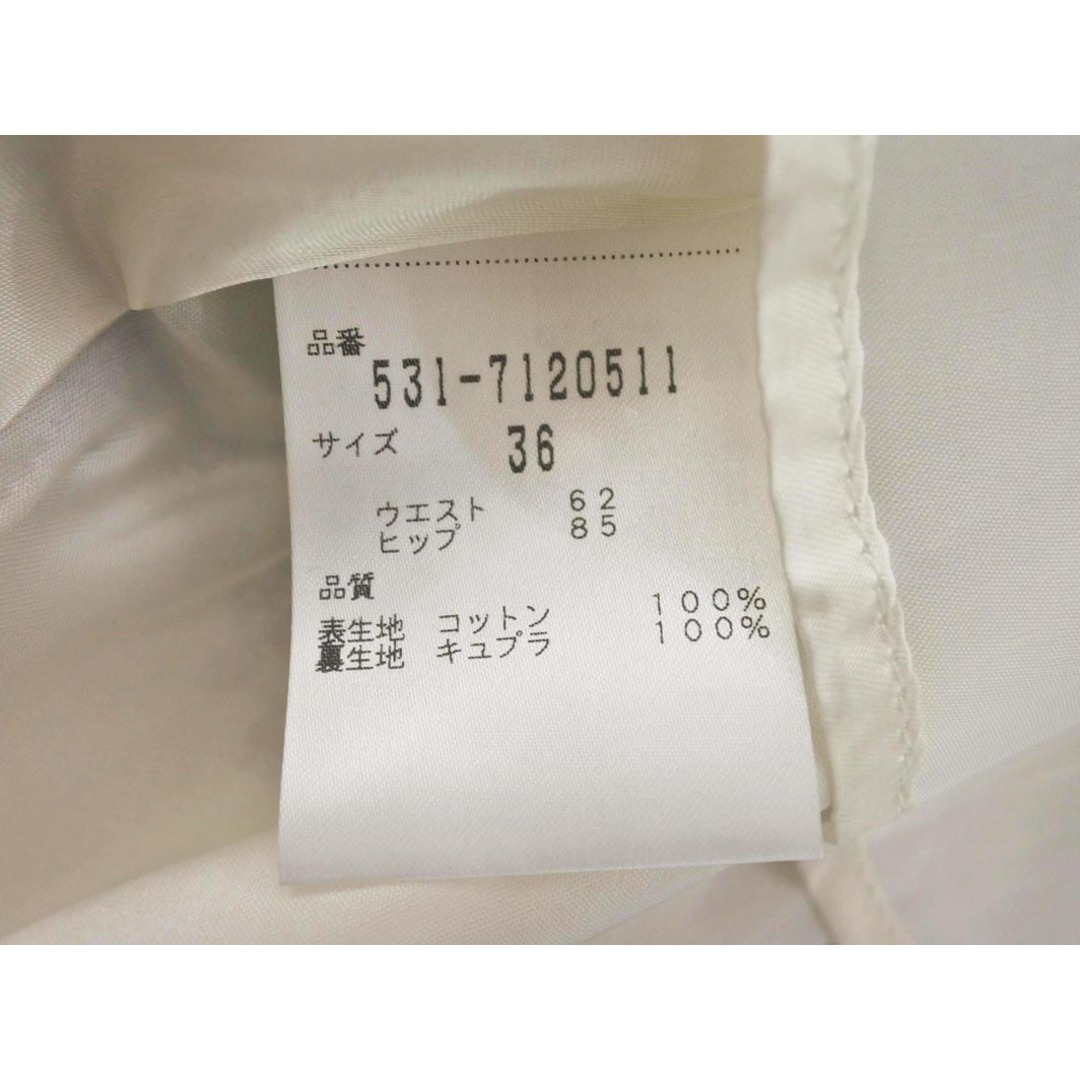 品番
531-7120511
サイズ 36
ウエスト 62
ヒップ 85
品質
表生地 コットン 100%
裏生地 キュプラ 100%